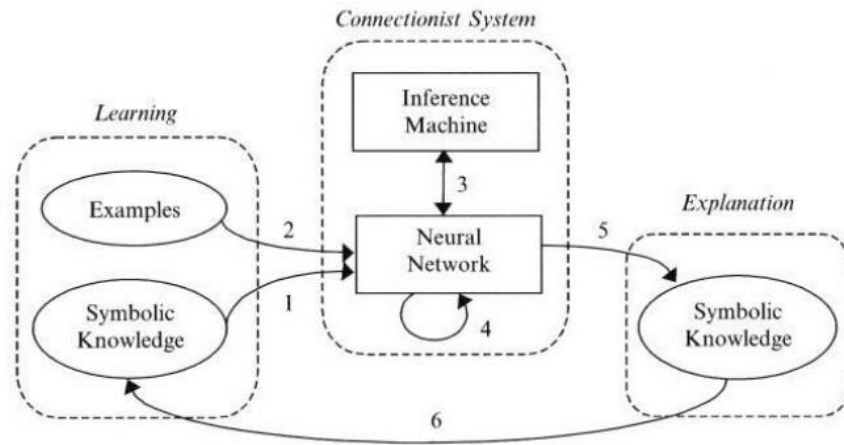 Connectionist System
Inference
Machine
Learning
3
Examples
2
Neural
Network
5
Explanation
Symbolic
Knowledge
1
4
Symbolic
Knowledge
6